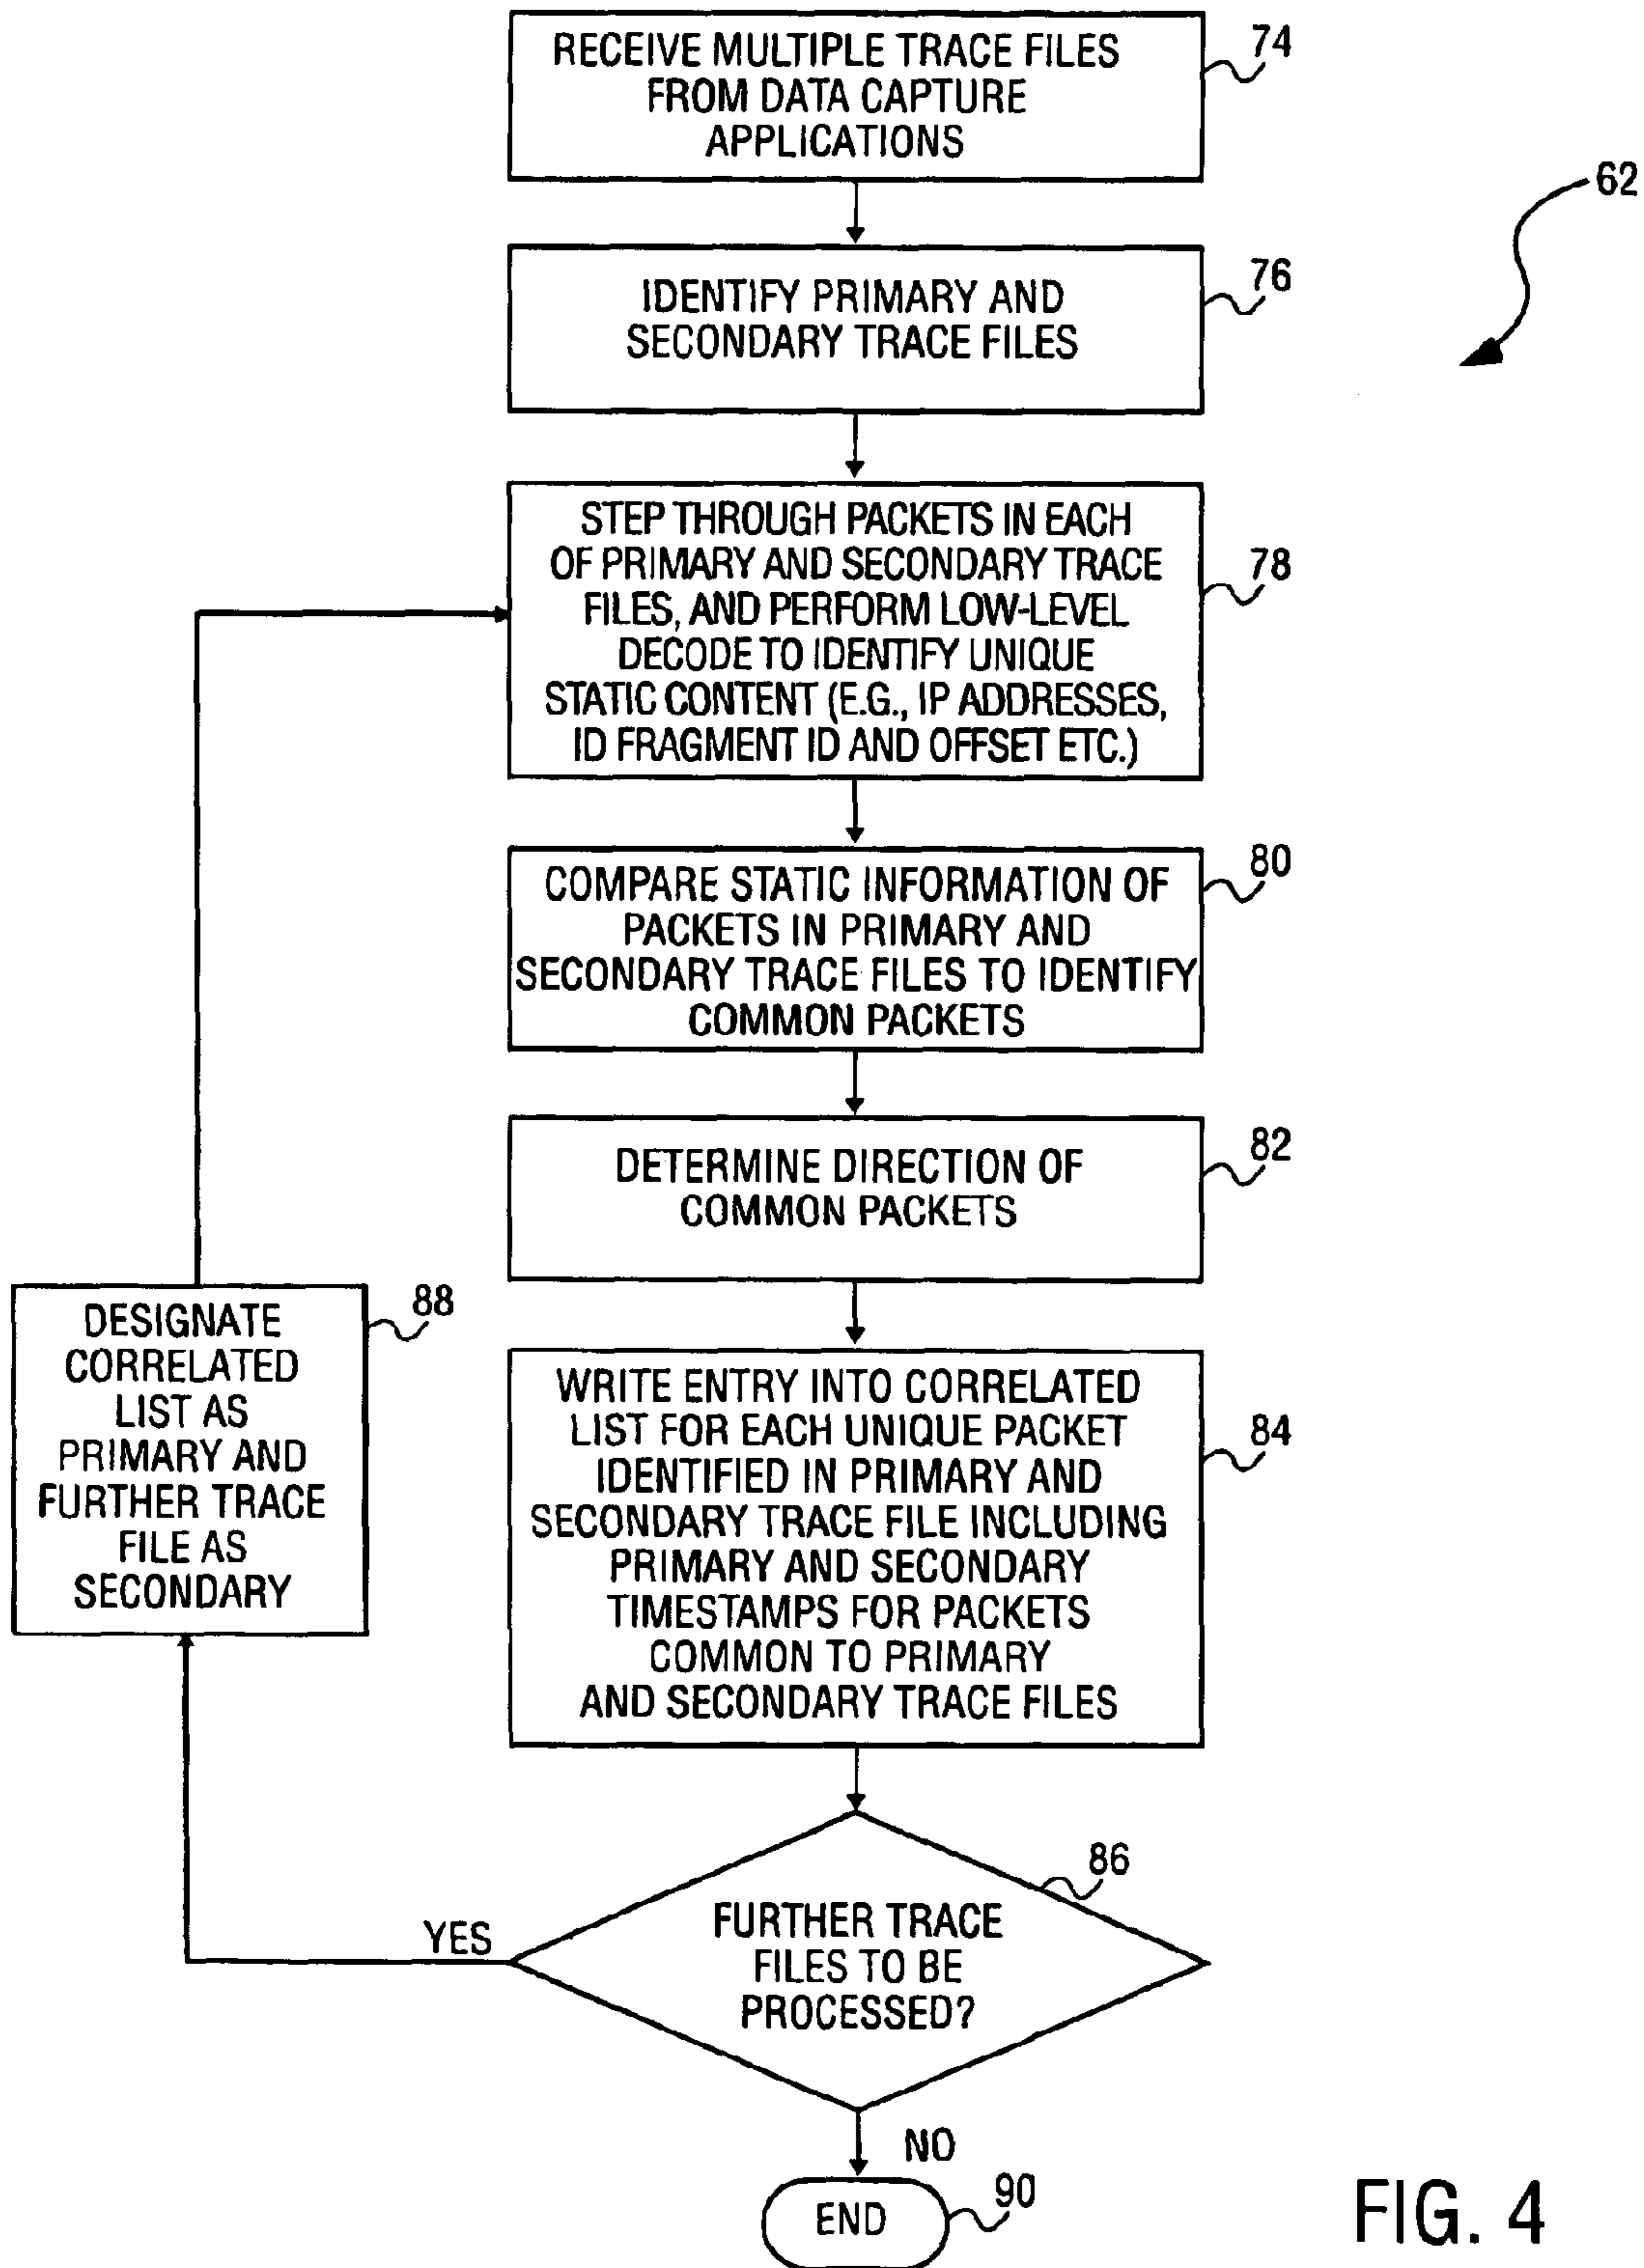 RECEIVE MULTIPLE TRACE FILES
FROM DATA CAPTURE
APPLICATIONS
74
62
IDENTIFY PRIMARY AND
SECONDARY TRACE FILES
76
STEP THROUGH PACKETS IN EACH
OF PRIMARY AND SECONDARY TRACE
FILES, AND PERFORM LOW-LEVEL
DECODE TO IDENTIFY UNIQUE
STATIC CONTENT (E.G., IP ADDRESSES,
ID FRAGMENT ID AND OFFSET ETC.)
78
COMPARE STATIC INFORMATION OF
PACKETS IN PRIMARY AND
SECONDARY TRACE FILES TO IDENTIFY
COMMON PACKETS
80
DETERMINE DIRECTION OF
COMMON PACKETS
82
WRITE ENTRY INTO CORRELATED
LIST FOR EACH UNIQUE PACKET
IDENTIFIED IN PRIMARY AND
SECONDARY TRACE FILE INCLUDING
PRIMARY AND SECONDARY
TIMESTAMPS FOR PACKETS
COMMON TO PRIMARY
AND SECONDARY TRACE FILES
84
DESIGNATE
CORRELATED
LIST AS
PRIMARY AND
FURTHER TRACE
FILE AS
SECONDARY
88
FURTHER TRACE
FILES TO BE
PROCESSED?
86
YES
NO
END
90
FIG. 4